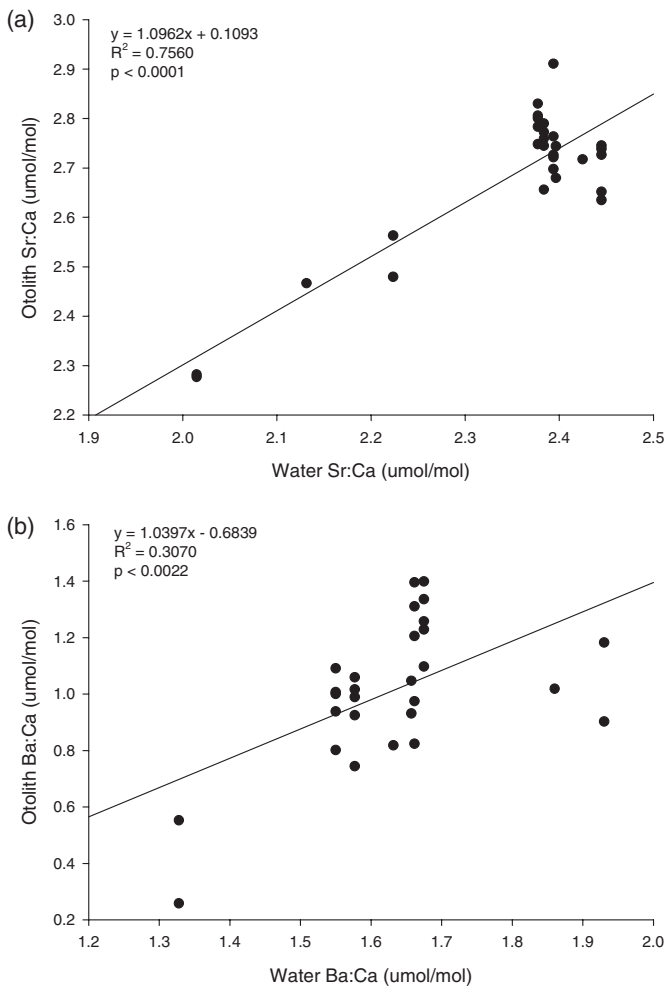 (a)
y = 1.0962x + 0.1093
R² = 0.7560
p < 0.0001
Otolith Sr:Ca (umol/mol)
3.0
2.9
2.8
2.7
2.6
2.5
2.4
2.3
2.2
1.9 2.0 2.1 2.2 2.3 2.4 2.5
Water Sr:Ca (umol/mol)
(b)
y = 1.0397x - 0.6839
R² = 0.3070
p < 0.0022
Otolith Ba:Ca (umol/mol)
1.6
1.4
1.2
1.0
0.8
0.6
0.4
0.2
1.2 1.3 1.4 1.5 1.6 1.7 1.8 1.9 2.0
Water Ba:Ca (umol/mol)